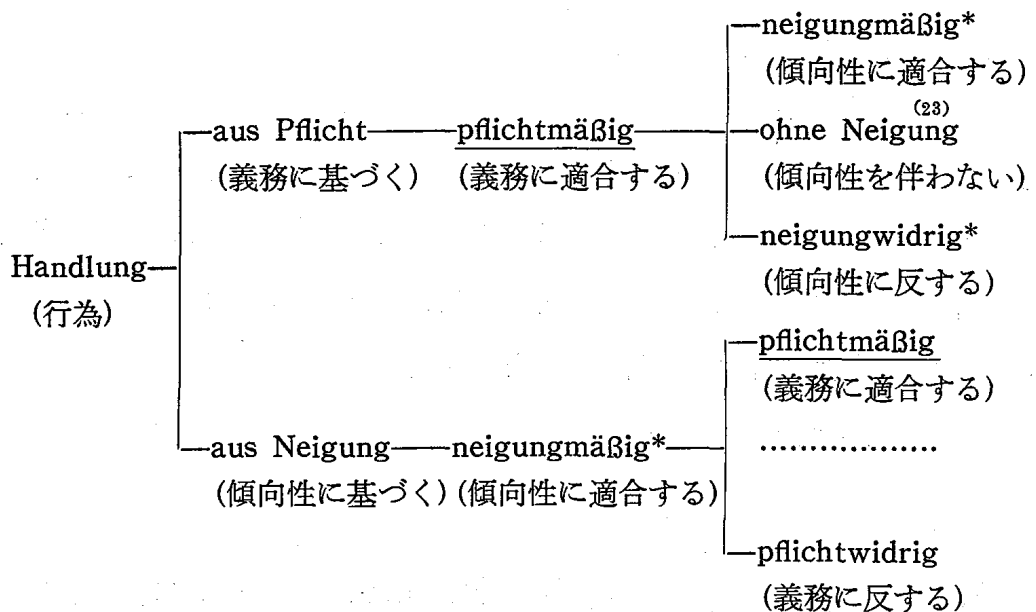 neigungmäßig*
(傾向性に適合する)
aus Pflicht pflichtmäßig ohne Neigung(23)
(義務に基づく) (義務に適合する) (傾向性を伴わない)
neigungwidrig*
Handlung (傾向性に反する)
(行為)
pflichtmäßig
(義務に適合する)
aus Neigung neigungmäßig* ………………
(傾向性に基づく) (傾向性に適合する)
pflichtwidrig
(義務に反する)